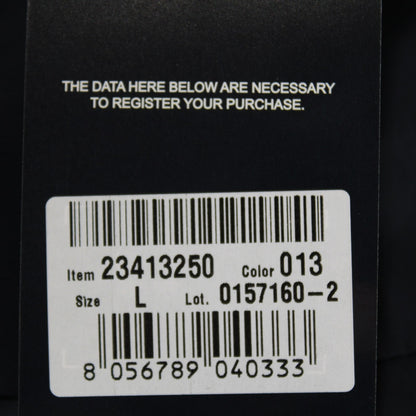 THE DATA HERE BELOW ARE NECESSARY
TO REGISTER YOUR PURCHASE.
Item 23413250 Color 013
Size L Lot. 0157160-2
8 056789 040333